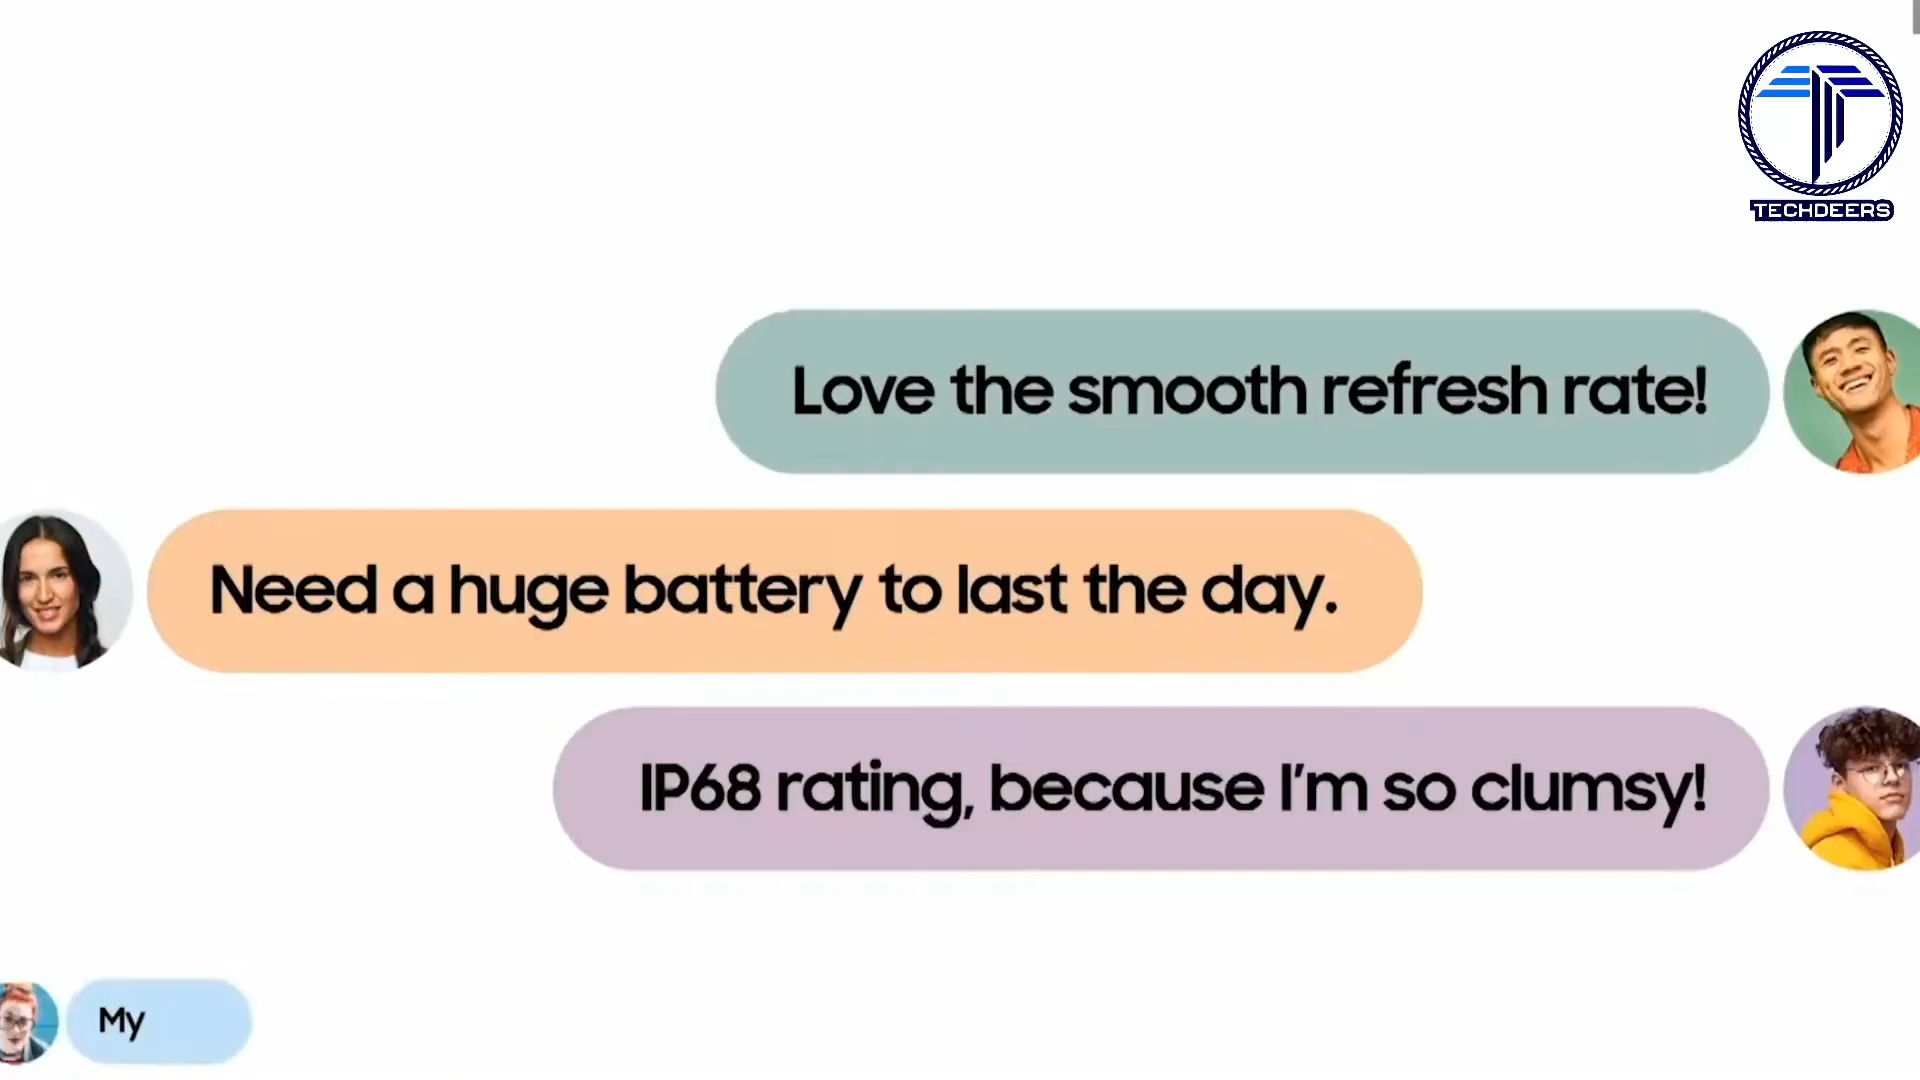 TECHDEERS
Love the smooth refresh rate!
Need a huge battery to last the day.
IP68 rating, because I'm so clumsy!
My